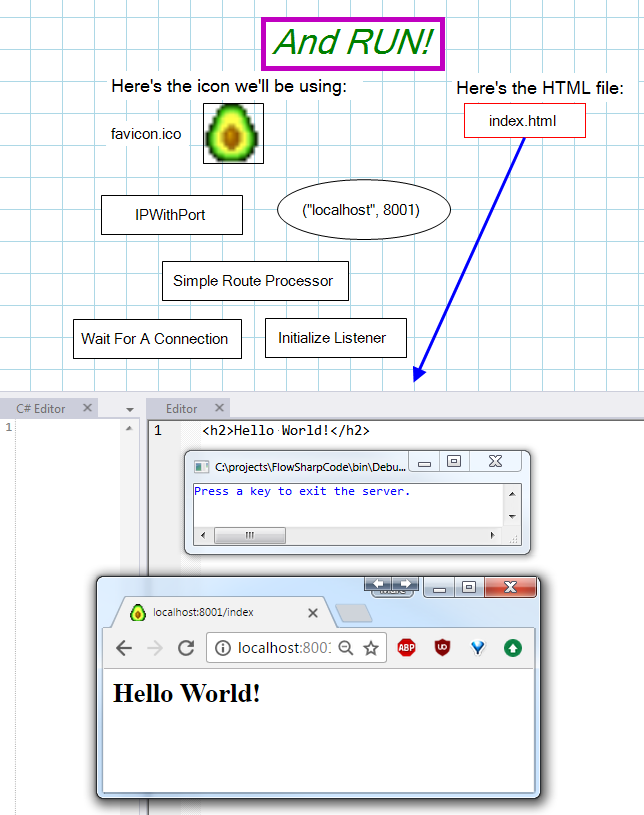 And RUN!
Here's the icon we'll be using:
Here's the HTML file:
favicon.ico
index.html
IPWithPort
("localhost", 8001)
Simple Route Processor
Wait For A Connection
Initialize Listener
C# Editor
Editor
1
1 <h2>Hello World!</h2>
C:\projects\FlowSharpCode\bin\Debu...
Press a key to exit the server.
localhost:8001/index
localhost:800
ABP
UD
Hello World!